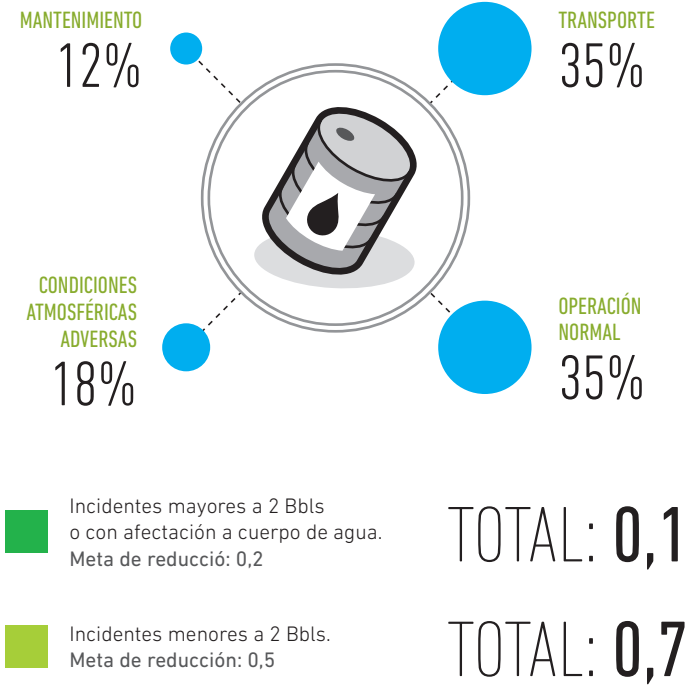 MANTENIMIENTO
12%
TRANSPORTE
35%
CONDICIONES
ATMOSFÉRICAS
ADVERSAS
18%
OPERACIÓN
NORMAL
35%
Incidentes mayores a 2 Bbls
o con afectación a cuerpo de agua.
Meta de reducció: 0,2
TOTAL: 0,1
Incidentes menores a 2 Bbls.
Meta de reducción: 0,5
TOTAL: 0,7